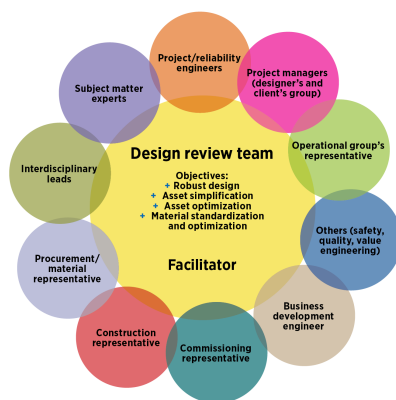 Project/reliability
engineers
Project managers
(designer's and
client's group)
Operational group's
representative
Others (safety,
quality, value
engineering)
Business
development
engineer
Commissioning
representative
Construction
representative
Procurement/
material
representative
Interdisciplinary
leads
Subject matter
experts
Design review team
Objectives:
+ Robust design
+ Asset simplification
+ Asset optimization
+ Material standardization
and optimization
Facilitator